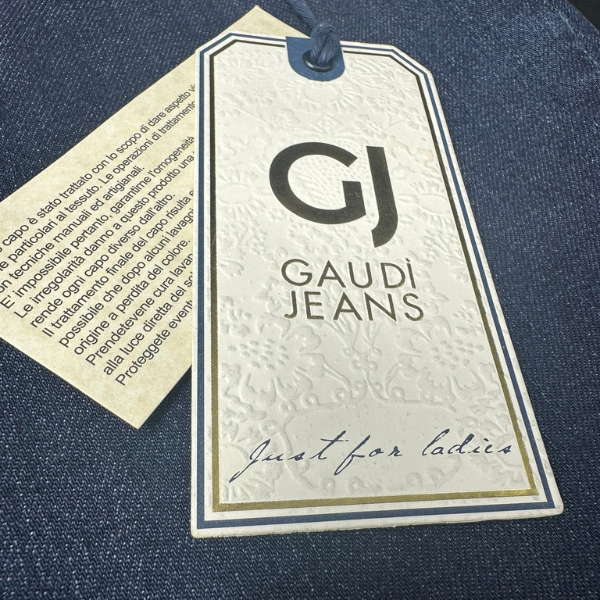 GJ
GAUDì
JEANS
Just for ladies
capo è stato trattato con lo scopo di dare aspetto
Particolari al tessuto. Le operazioni di trattamento
con tecniche manuali ed artigianali.
E' impossibile pertanto, garantirne l'omogeneità
Le irregolarità danno a questo prodotto una
rende ogni capo diverso dall'altro.
Il trattamento finale del capo risulta
possibile che dopo alcuni lavaggi
origine a perdita del colore.
Prendetevene cura
alla luce diretta del
Proteggete